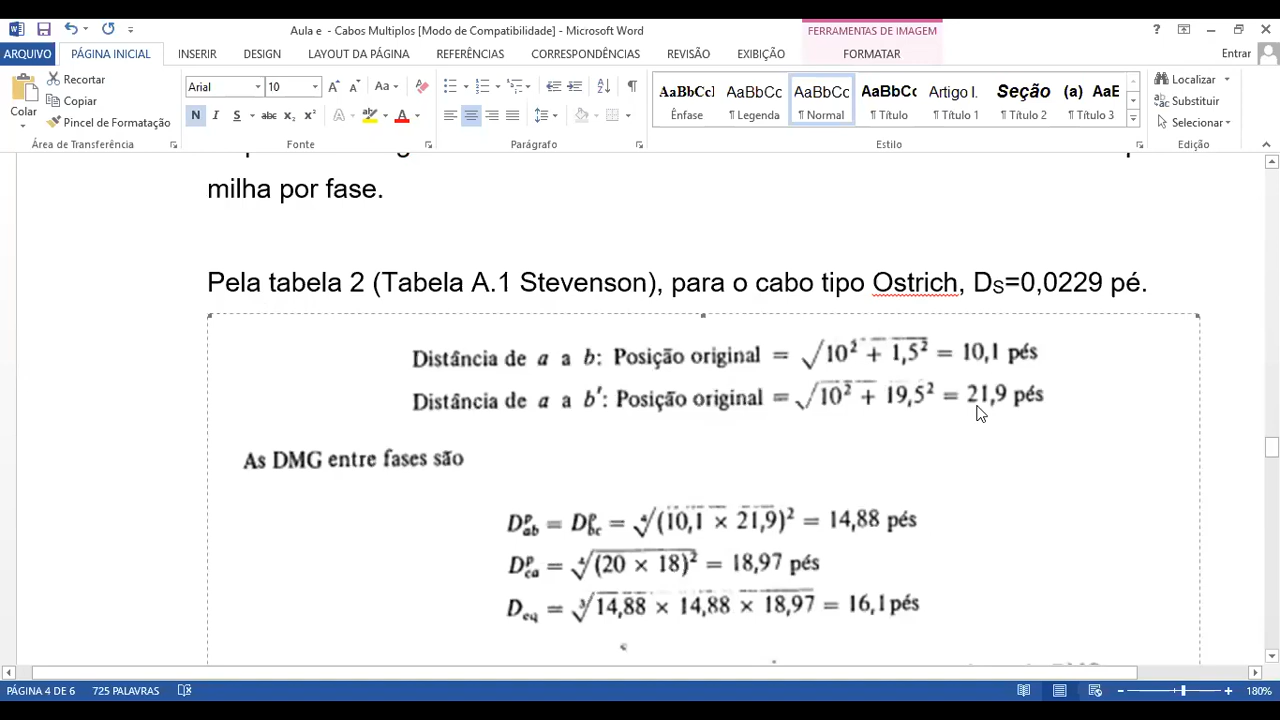 Aula e - Cabos Multiplos [Modo de Compatibilidade] - Microsoft Word
FERRAMENTAS DE IMAGEM
ARQUIVO PÁGINA INICIAL INSERIR DESIGN LAYOUT DA PÁGINA REFERÊNCIAS CORRESPONDÊNCIAS REVISÃO EXIBIÇÃO FORMATAR Entrar
Colar
Recortar
Copiar
Pincel de Formatação
Área de Transferência
Arial 10
Fonte
Parágrafo
AaBbCcl AaBbCc AaBbCc AaBbCc Artigo I. Seção (a) AaE
Ênfase ¶ Legenda ¶ Normal ¶ Título ¶ Título 1 ¶ Título 2 ¶ Título 3
Estilo
Localizar
Substituir
Selecionar
Edição
milha por fase.
Pela tabela 2 (Tabela A.1 Stevenson), para o cabo tipo Ostrich, DS=0,0229 pé.
Distância de a a b: Posição original = √10² + 1,5² = 10,1 pés
Distância de a a b′: Posição original = √10² + 19,5² = 21,9 pés
As DMG entre fases são
D^p_ab = D^p_bc = ⁴√(10,1 × 21,9)² = 14,88 pés
D^p_ca = ⁴√(20 × 18)² = 18,97 pés
D_eq = ³√14,88 × 14,88 × 18,97 = 16,1 pés
PÁGINA 4 DE 6 725 PALAVRAS 180%